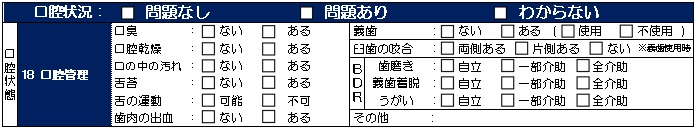 口腔状況： ■ 問題なし ■ 問題あり ■ わからない
口腔状態
18 口腔管理
口臭 ： □ ない □ ある
口腔乾燥 ： □ ない □ ある
口の中の汚れ ： □ ない □ ある
舌苔 ： □ ない □ ある
舌の運動 ： □ 可能 □ 不可
歯肉の出血 ： □ ない □ ある
義歯 ： □ ない □ ある （ □ 使用 □ 不使用 ）
臼歯の咬合 ： □ 両側ある □ 片側ある □ ない ※義歯使用時
BDR
歯磨き ： □ 自立 □ 一部介助 □ 全介助
義歯着脱 ： □ 自立 □ 一部介助 □ 全介助
うがい ： □ 自立 □ 一部介助 □ 全介助
その他 ：